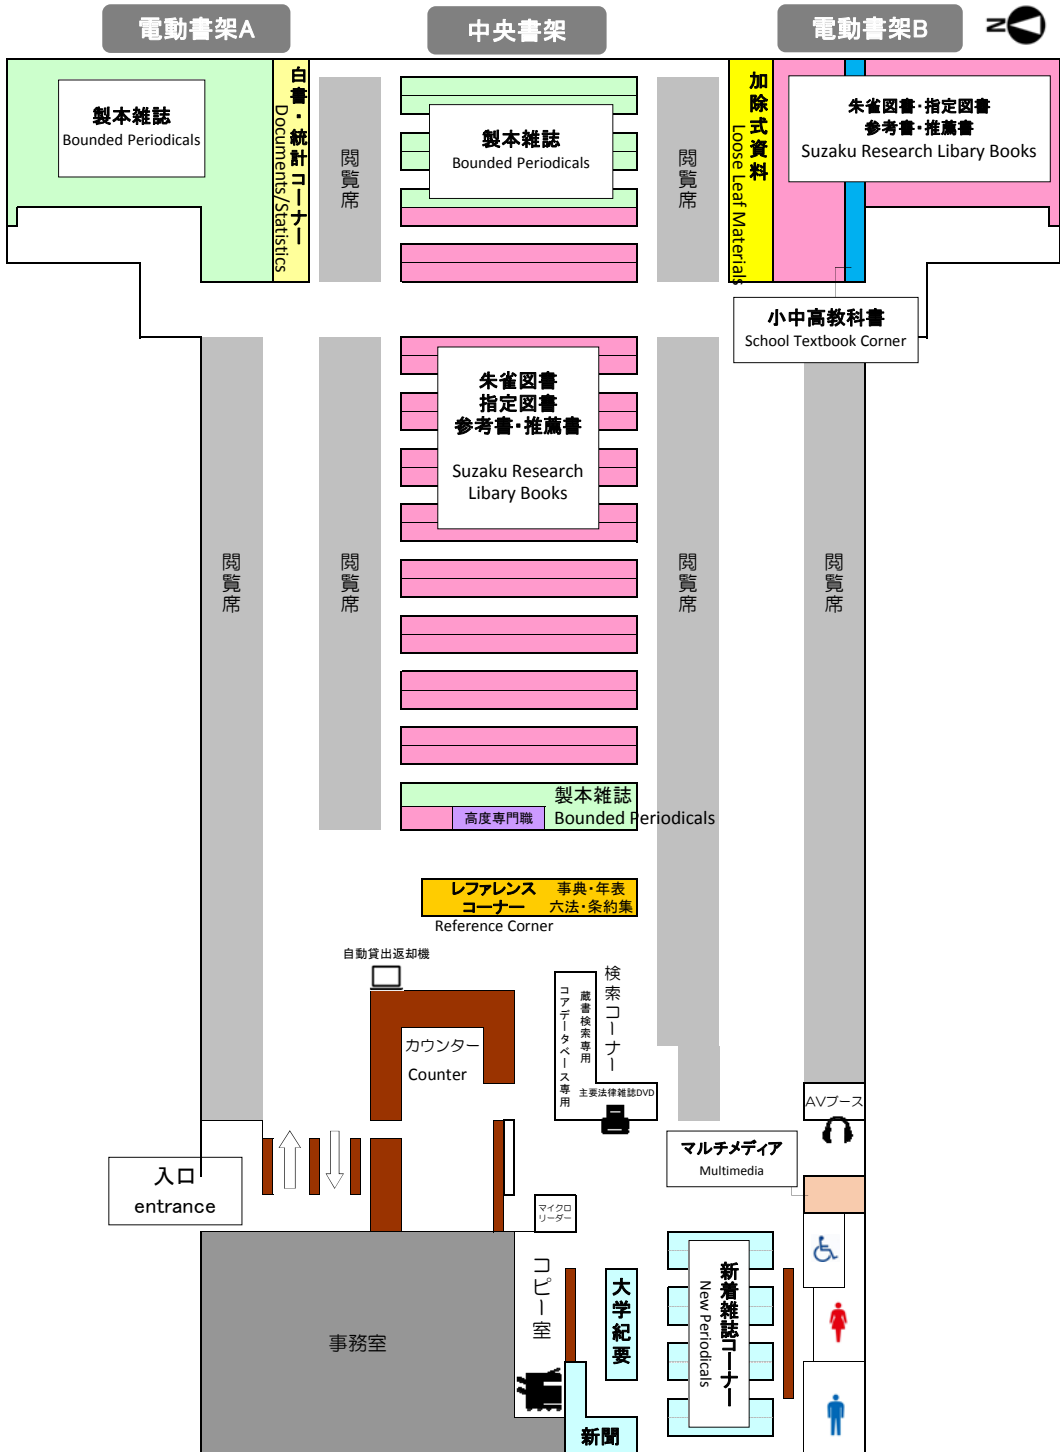 電動書架A
中央書架
電動書架B
N
製本雑誌
Bounded Periodicals
白書・統計コーナー
Documents/Statistics
閲覧席
製本雑誌
Bounded Periodicals
閲覧席
加除式資料
Loose Leaf Materials
朱雀図書・指定図書
参考書・推薦書
Suzaku Research Libary Books
小中高教科書
School Textbook Corner
朱雀図書
指定図書
参考書・推薦書
Suzaku Research
Libary Books
閲覧席
閲覧席
閲覧席
閲覧席
製本雑誌
高度専門職
Bounded Periodicals
レファレンス
コーナー
事典・年表
六法・条約集
Reference Corner
自動貸出返却機
カウンター
Counter
検索コーナー
蔵書検索専用
コアデータベース専用
主要法律雑誌DVD
AVブース
マルチメディア
Multimedia
入口
entrance
マイクロ
リーダー
コピー室
事務室
大学紀要
新着雑誌コーナー
New Periodicals
新聞